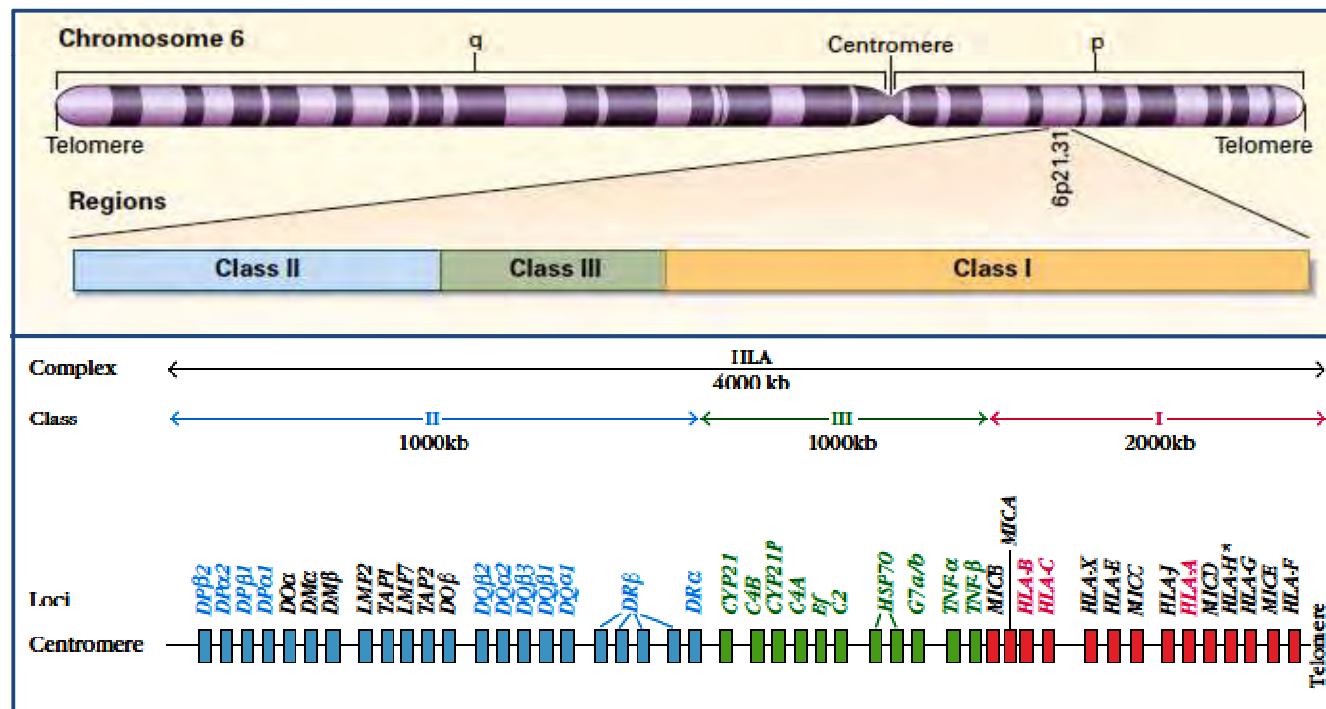 Chromosome 6
q
Centromere
p
Telomere
Telomere
6p21.31
Regions
Class II
Class III
Class I
Complex
HLA
4000 kb
Class
II
III
I
1000kb
1000kb
2000kb
Loci
DPβ2
DPα2
DPβ1
DPα1
DOα
DMα
DMβ
LMP2
TAP1
LMP7
TAP2
DOβ
DQβ2
DQα2
DQβ3
DQβ1
DQα1
DRβ
DRα
CYP21
C4B
CYP21P
C4A
Bf
C2
HSP70
G7a/b
TNF-α
TNF-β
MICB
MICA
HLA-B
HLA-C
HLA-X
HLA-E
MICC
HLA-J
HLA-A
MICD
HLA-H*
HLA-G
MICE
HLA-F
Centromere
Telomere